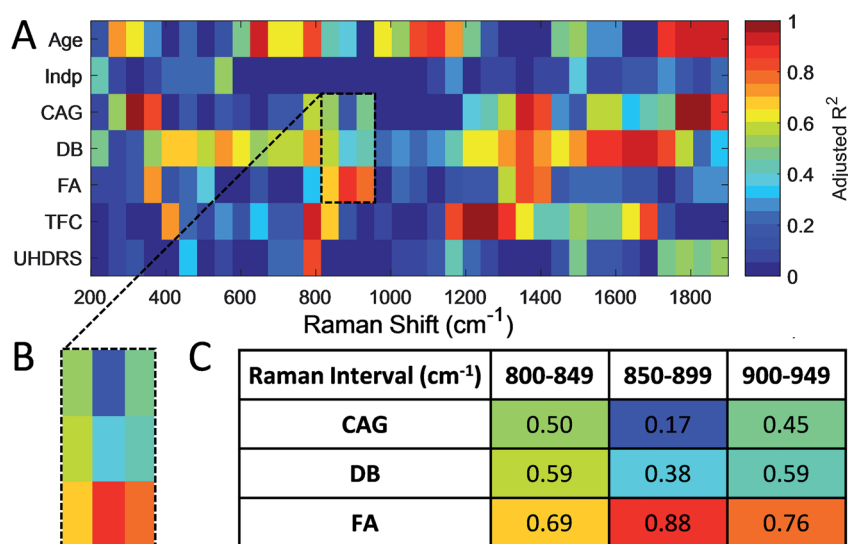 A
Age
Indp
CAG
DB
FA
TFC
UHDRS
200 400 600 800 1000 1200 1400 1600 1800
Raman Shift (cm⁻¹)
1
0.8
0.6
0.4
0.2
0
Adjusted R²
B
C
Raman Interval (cm⁻¹) 800-849 850-899 900-949
CAG 0.50 0.17 0.45
DB 0.59 0.38 0.59
FA 0.69 0.88 0.76